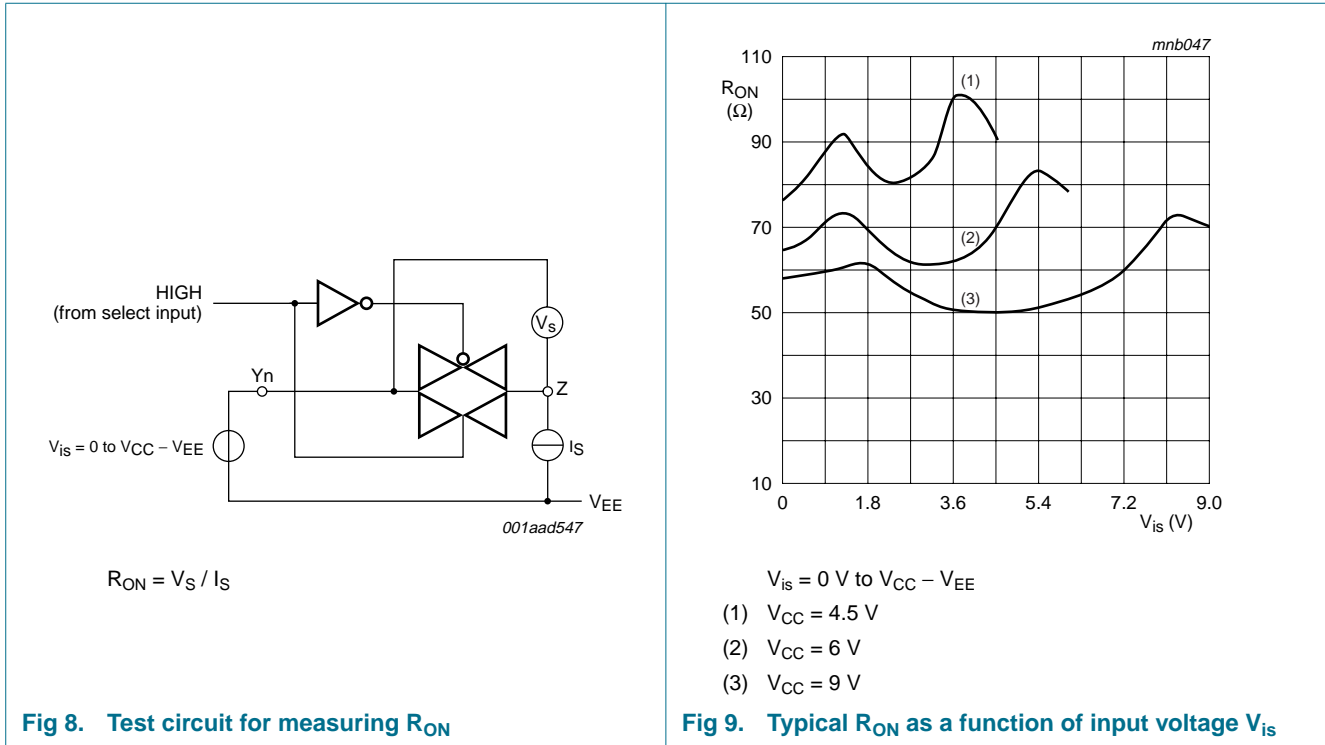 HIGH
(from select input)
Vs
Yn
Z
Vis = 0 to VCC − VEE
IS
VEE
001aad547
RON = VS / IS
Fig 8. Test circuit for measuring RON
mnb047
110
RON
(Ω)
90
70
50
30
10
(1)
(2)
(3)
0 1.8 3.6 5.4 7.2 9.0
Vis (V)
Vis = 0 V to VCC − VEE
(1) VCC = 4.5 V
(2) VCC = 6 V
(3) VCC = 9 V
Fig 9. Typical RON as a function of input voltage Vis